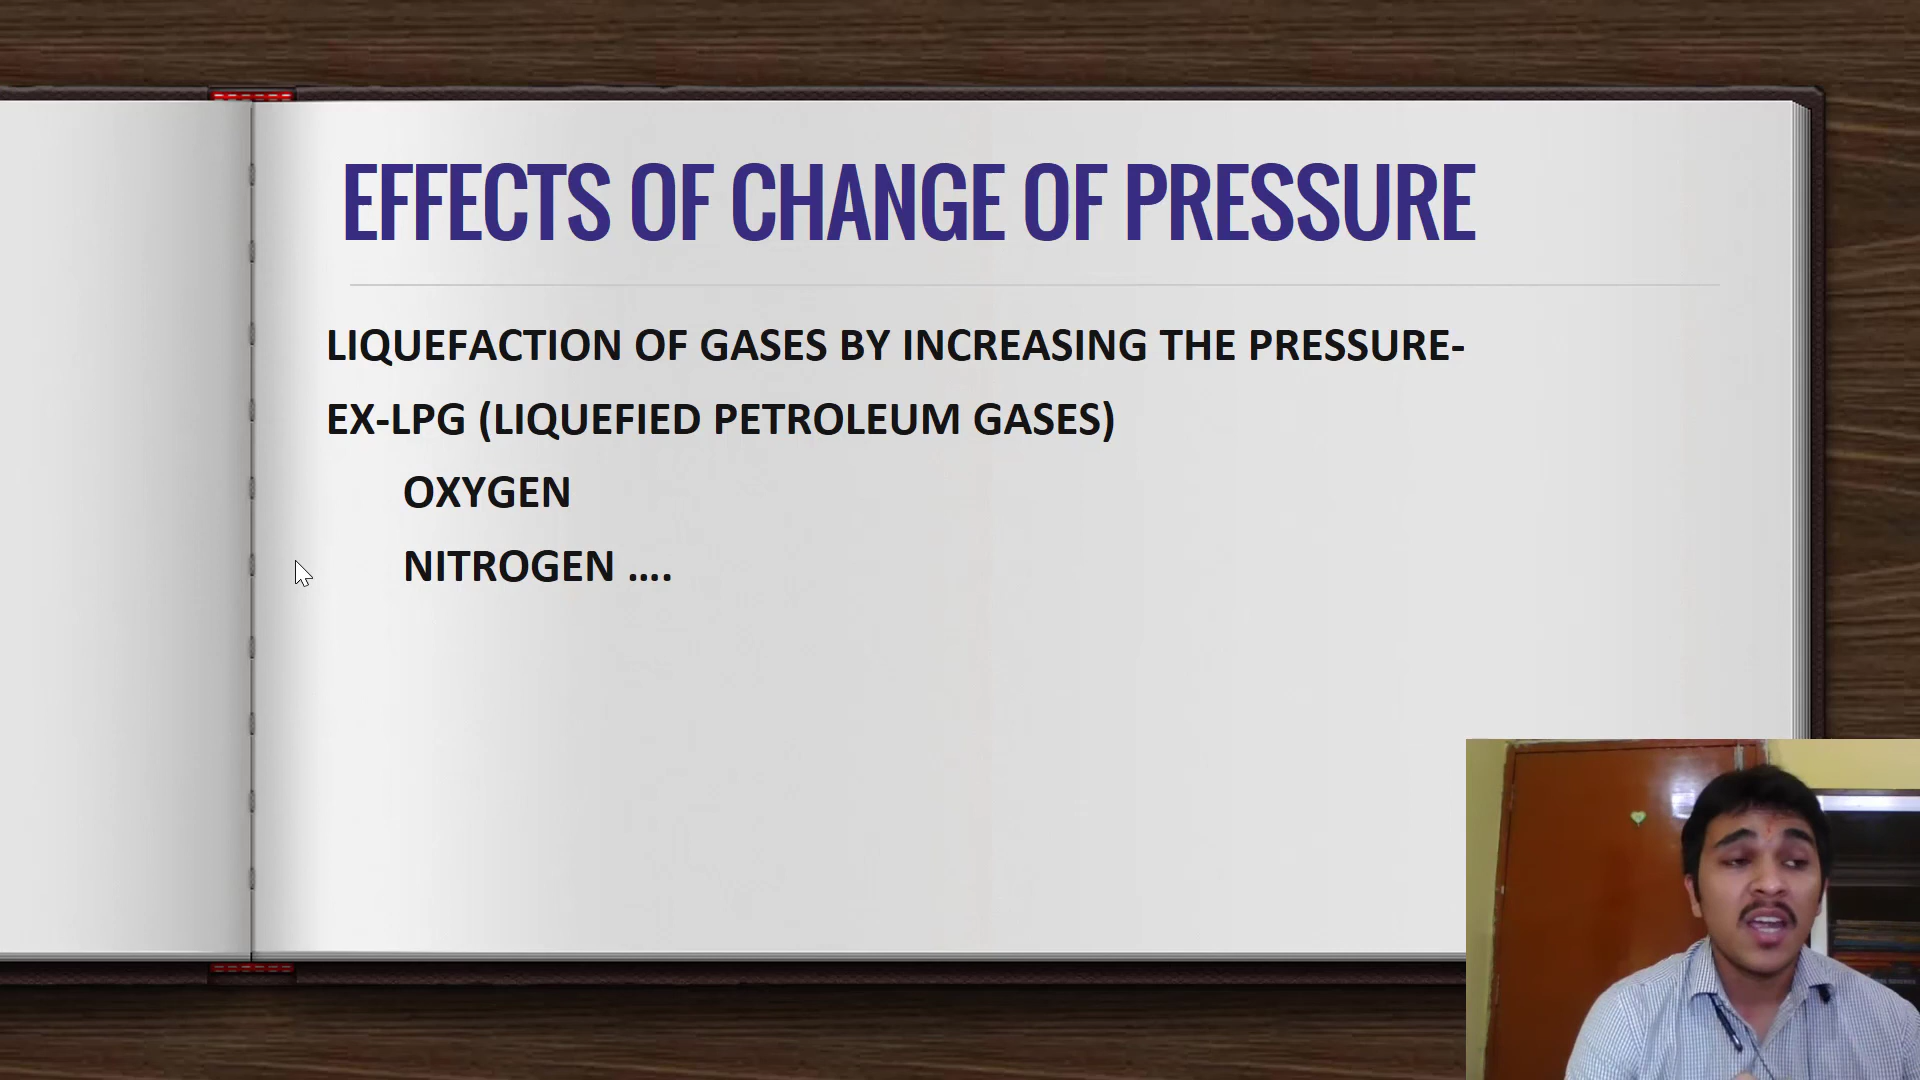 EFFECTS OF CHANGE OF PRESSURE
LIQUEFACTION OF GASES BY INCREASING THE PRESSURE-
EX-LPG (LIQUEFIED PETROLEUM GASES)
OXYGEN
NITROGEN ....